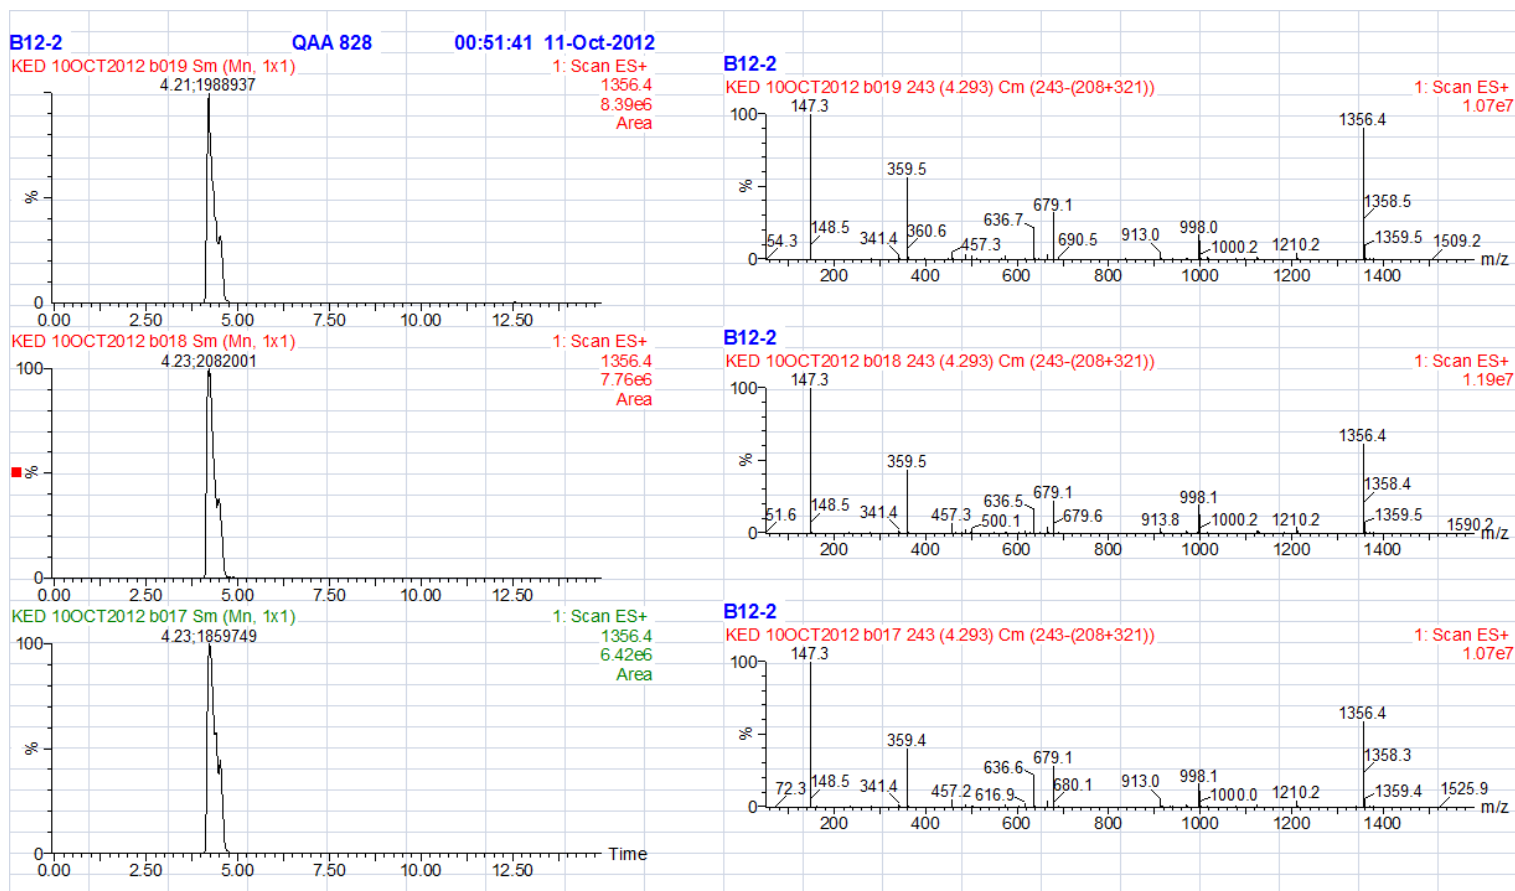 B12-2 QAA 828 00:51:41 11-Oct-2012
KED 10OCT2012 b019 Sm (Mn, 1x1) 1: Scan ES+
1356.4
8.39e6
Area
4.21;1988937
%
0
0.00 2.50 5.00 7.50 10.00 12.50
KED 10OCT2012 b018 Sm (Mn, 1x1) 1: Scan ES+
1356.4
7.76e6
Area
4.23;2082001
100
%
0
0.00 2.50 5.00 7.50 10.00 12.50
KED 10OCT2012 b017 Sm (Mn, 1x1) 1: Scan ES+
1356.4
6.42e6
Area
4.23;1859749
100
%
0
0.00 2.50 5.00 7.50 10.00 12.50
Time
B12-2
KED 10OCT2012 b019 243 (4.293) Cm (243-(208+321)) 1: Scan ES+
1.07e7
147.3
100
1356.4
359.5
%
679.1
636.7
1358.5
148.5 341.4 360.6 457.3 690.5 913.0 998.0 1000.2 1210.2 1359.5 1509.2
54.3
0
200 400 600 800 1000 1200 1400 m/z
B12-2
KED 10OCT2012 b018 243 (4.293) Cm (243-(208+321)) 1: Scan ES+
1.19e7
147.3
100
1356.4
359.5
%
636.5 679.1 998.1 1358.4
51.6 148.5 341.4 457.3 500.1 679.6 913.8 1000.2 1210.2 1359.5 1590.2
0
200 400 600 800 1000 1200 1400 m/z
B12-2
KED 10OCT2012 b017 243 (4.293) Cm (243-(208+321)) 1: Scan ES+
1.07e7
147.3
100
1356.4
359.4
%
636.6 679.1 913.0 998.1 1358.3
72.3 148.5 341.4 457.2 616.9 680.1 1000.0 1210.2 1359.4 1525.9
0
200 400 600 800 1000 1200 1400 m/z